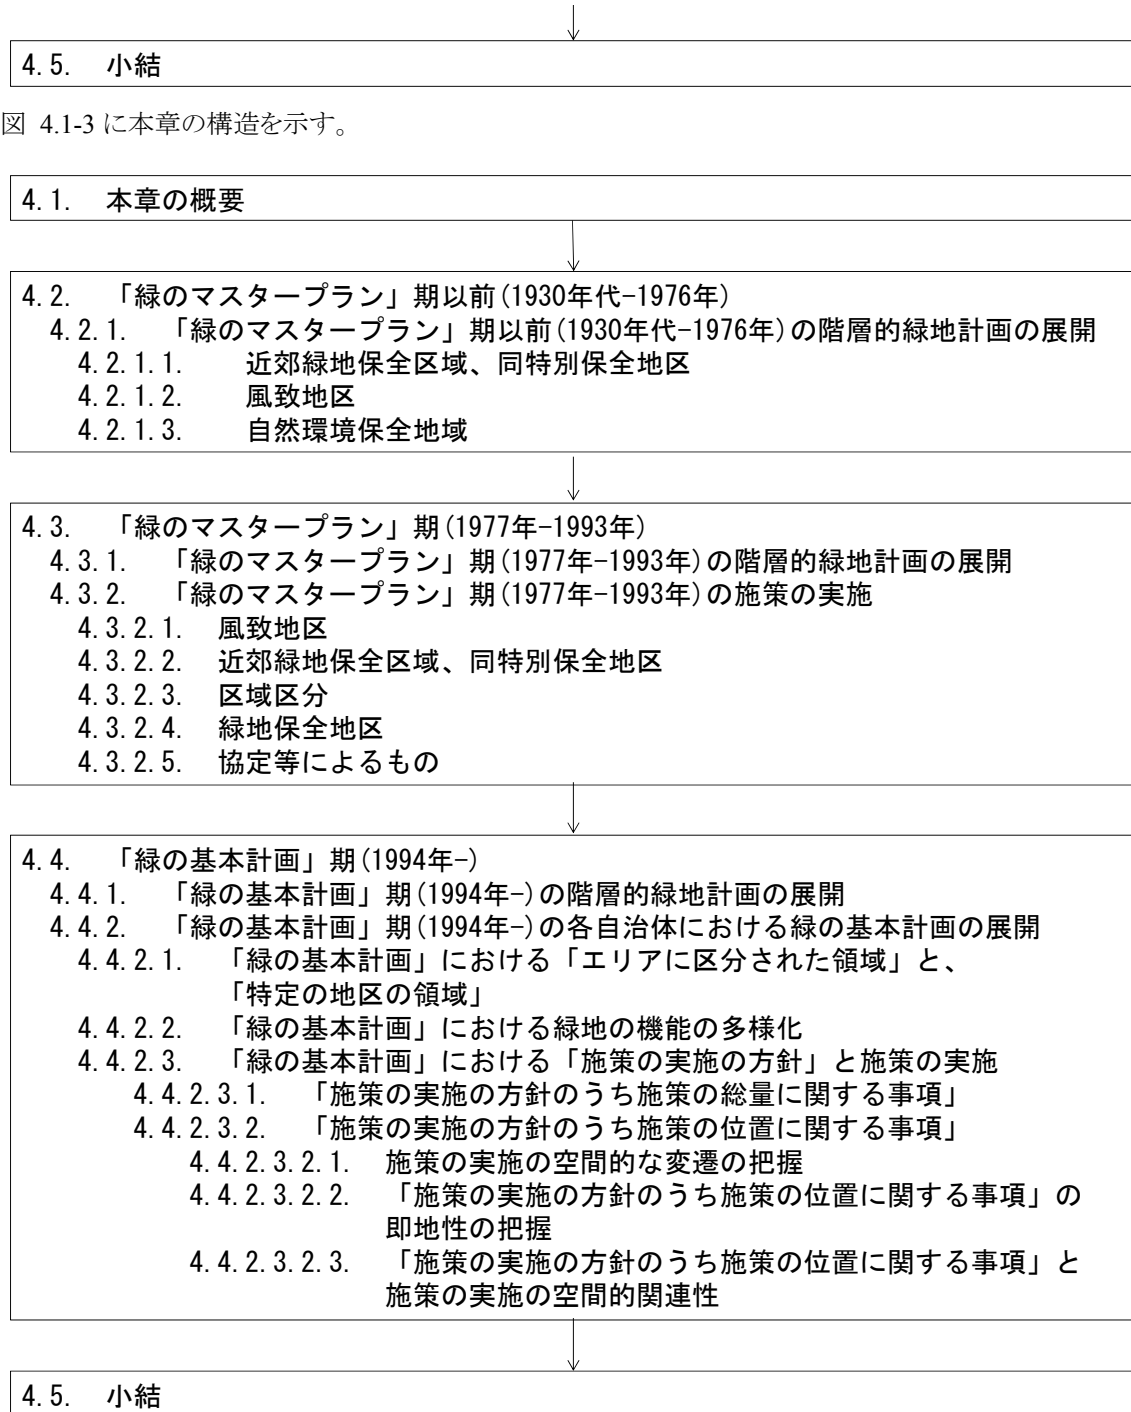 4.5. 小結
図 4.1-3 に本章の構造を示す。
4.1. 本章の概要
4.2. 「緑のマスタープラン」期以前(1930年代-1976年)
4.2.1. 「緑のマスタープラン」期以前(1930年代-1976年)の階層的緑地計画の展開
4.2.1.1. 近郊緑地保全区域、同特別保全地区
4.2.1.2. 風致地区
4.2.1.3. 自然環境保全地域
4.3. 「緑のマスタープラン」期(1977年-1993年)
4.3.1. 「緑のマスタープラン」期(1977年-1993年)の階層的緑地計画の展開
4.3.2. 「緑のマスタープラン」期(1977年-1993年)の施策の実施
4.3.2.1. 風致地区
4.3.2.2. 近郊緑地保全区域、同特別保全地区
4.3.2.3. 区域区分
4.3.2.4. 緑地保全地区
4.3.2.5. 協定等によるもの
4.4. 「緑の基本計画」期(1994年-)
4.4.1. 「緑の基本計画」期(1994年-)の階層的緑地計画の展開
4.4.2. 「緑の基本計画」期(1994年-)の各自治体における緑の基本計画の展開
4.4.2.1. 「緑の基本計画」における「エリアに区分された領域」と、
「特定の地区の領域」
4.4.2.2. 「緑の基本計画」における緑地の機能の多様化
4.4.2.3. 「緑の基本計画」における「施策の実施の方針」と施策の実施
4.4.2.3.1. 「施策の実施の方針のうち施策の総量に関する事項」
4.4.2.3.2. 「施策の実施の方針のうち施策の位置に関する事項」
4.4.2.3.2.1. 施策の実施の空間的な変遷の把握
4.4.2.3.2.2. 「施策の実施の方針のうち施策の位置に関する事項」の
即地性の把握
4.4.2.3.2.3. 「施策の実施の方針のうち施策の位置に関する事項」と
施策の実施の空間的関連性
4.5. 小結